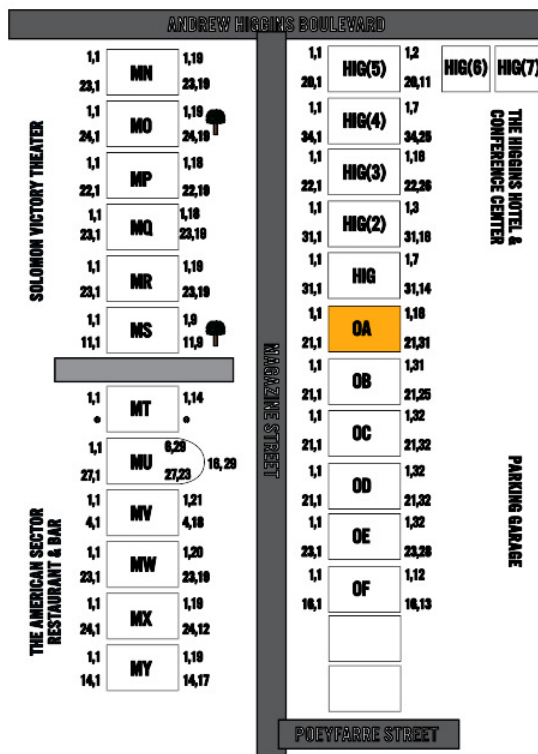 ANDREW HIGGINS BOULEVARD
1,1 MN 1,19
23,1 23,19
1,1 MO 1,19
24,1 24,19
1,1 MP 1,18
22,1 22,19
1,1 MQ 1,18
23,1 23,19
1,1 MR 1,19
23,1 23,19
1,1 MS 1,9
11,1 11,9
SOLOMON VICTORY THEATER
1,1 MT 1,14
1,1 MU 6,29
27,1 27,23
16,29
1,1 MV 1,21
4,1 4,18
1,1 MW 1,20
23,1 23,19
1,1 MX 1,19
24,1 24,12
1,1 MY 1,19
14,1 14,17
THE AMERICAN SECTOR
RESTAURANT & BAR
MAGAZINE STREET
1,1 HIG(5) 1,2
20,1 20,11
HIG(6) HIG(7)
1,1 HIG(4) 1,7
34,1 34,25
1,1 HIG(3) 1,18
22,1 22,26
1,1 HIG(2) 1,3
31,1 31,18
1,1 HIG 1,7
31,1 31,14
THE HIGGINS HOTEL &
CONFERENCE CENTER
1,1 OA 1,18
21,1 21,31
1,1 OB 1,31
21,1 21,25
1,1 OC 1,32
21,1 21,32
1,1 OD 1,32
21,1 21,32
1,1 OE 1,32
23,1 23,28
1,1 OF 1,12
16,1 16,13
PARKING GARAGE
POEYFARRE STREET